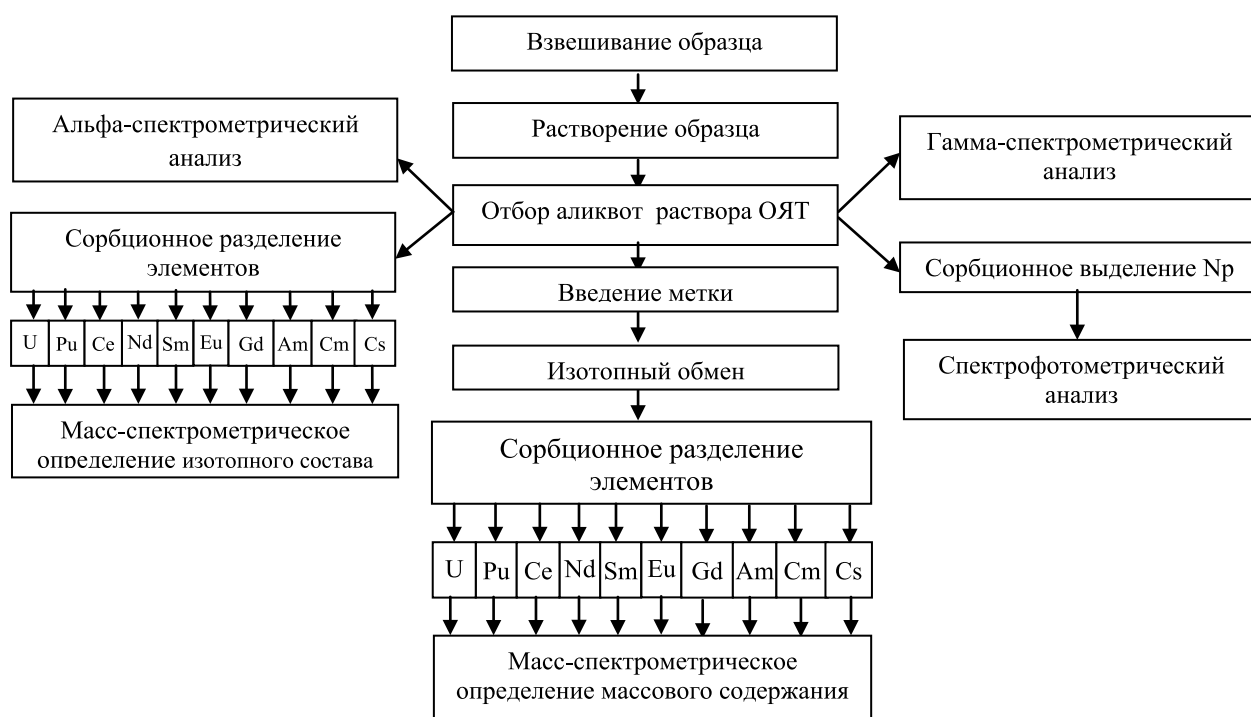 Взвешивание образца
Растворение образца
Альфа-спектрометрический
анализ
Гамма-спектрометрический
анализ
Отбор аликвот раствора ОЯТ
Сорбционное разделение
элементов
Сорбционное выделение Np
Введение метки
U Pu Ce Nd Sm Eu Gd Am Cm Cs
Изотопный обмен
Спектрофотометрический
анализ
Масс-спектрометрическое
определение изотопного состава
Сорбционное разделение
элементов
U Pu Ce Nd Sm Eu Gd Am Cm Cs
Масс-спектрометрическое
определение массового содержания